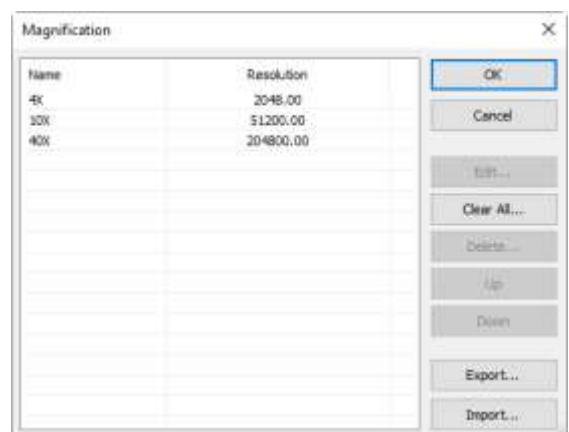 Magnification
Name Resolution
4X 2048.00
10X 51200.00
40X 204800.00
OK
Cancel
Edit...
Clear All...
Delete...
Up
Down
Export...
Import...